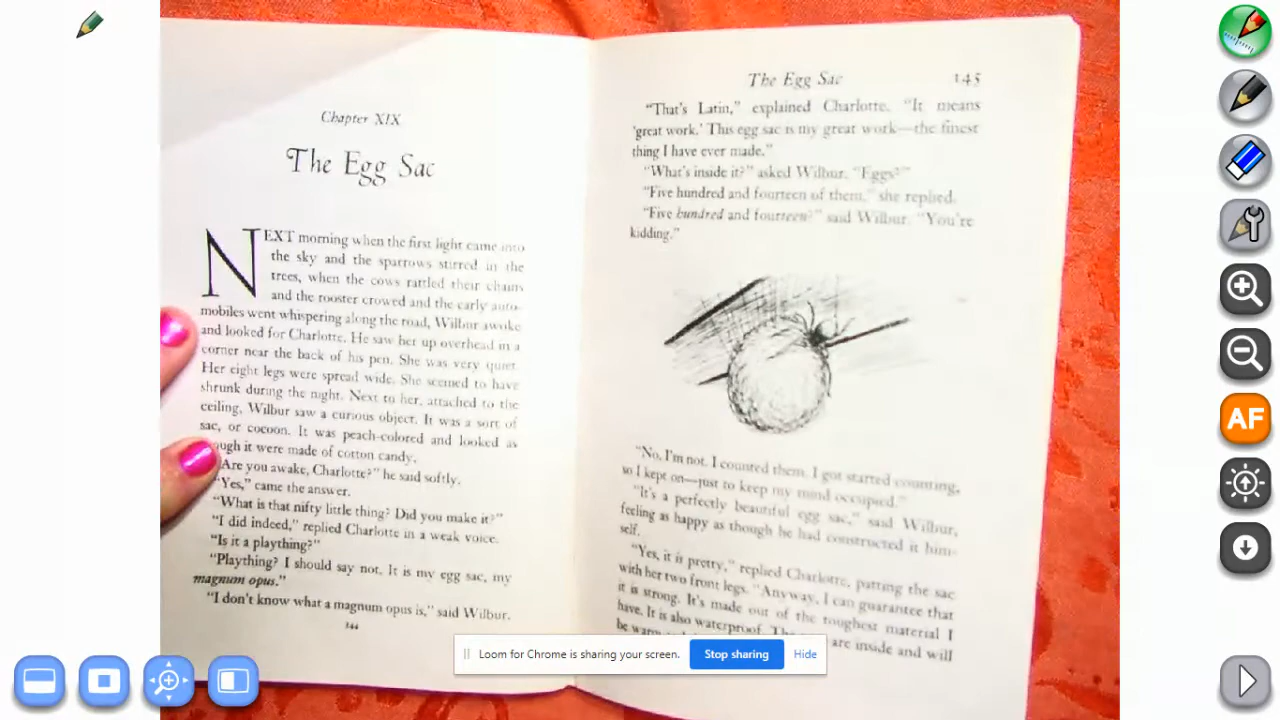 Chapter XIX
The Egg Sac
NEXT morning when the first light came into
the sky and the sparrows stirred in the
trees, when the cows rattled their chains
and the rooster crowed and the early auto-
mobiles went whispering along the road, Wilbur awoke
and looked for Charlotte. He saw her up overhead in a
corner near the back of his pen. She was very quiet.
Her eight legs were spread wide. She seemed to have
shrunk during the night. Next to her, attached to the
ceiling, Wilbur saw a curious object. It was a sort of
sac, or cocoon. It was peach-colored and looked as
ough it were made of cotton candy.
"Are you awake, Charlotte?" he said softly.
"Yes," came the answer.
"What is that nifty little thing? Did you make it?"
"I did indeed," replied Charlotte in a weak voice.
"Is it a plaything?"
"Plaything? I should say not. It is my egg sac, my
magnum opus."
"I don't know what a magnum opus is," said Wilbur.
144
The Egg Sac 145
"That's Latin," explained Charlotte. "It means
'great work.' This egg sac is my great work—the finest
thing I have ever made."
"What's inside it?" asked Wilbur. "Eggs?"
"Five hundred and fourteen of them," she replied.
"Five hundred and fourteen?" said Wilbur. "You're
kidding."
"No, I'm not. I counted them. I got started counting,
so I kept on—just to keep my mind occupied."
"It's a perfectly beautiful egg sac," said Wilbur,
feeling as happy as though he had constructed it him-
self.
"Yes, it is pretty," replied Charlotte, patting the sac
with her two front legs. "Anyway, I can guarantee that
it is strong. It's made out of the toughest material I
have. It is also waterproof. are inside and will
be warm
Loom for Chrome is sharing your screen. Stop sharing Hide
AF